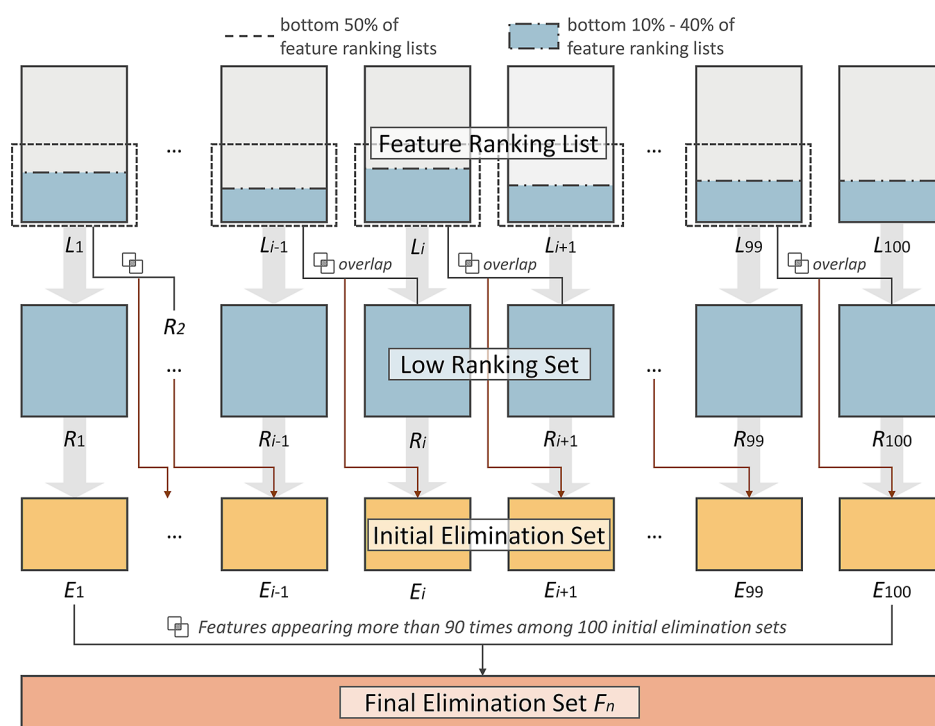 bottom 50% of
feature ranking lists
bottom 10% - 40%  of
feature ranking lists
...
Feature Ranking List
...
L1
Li-1
Li
Li+1
L99
L100
overlap
overlap
overlap
R2
...
Low Ranking Set
...
R1
Ri-1
Ri
Ri+1
R99
R100
...
Initial Elimination Set
...
E1
Ei-1
Ei
Ei+1
E99
E100
Features appearing more than 90 times among 100 initial elimination sets
Final Elimination Set Fn